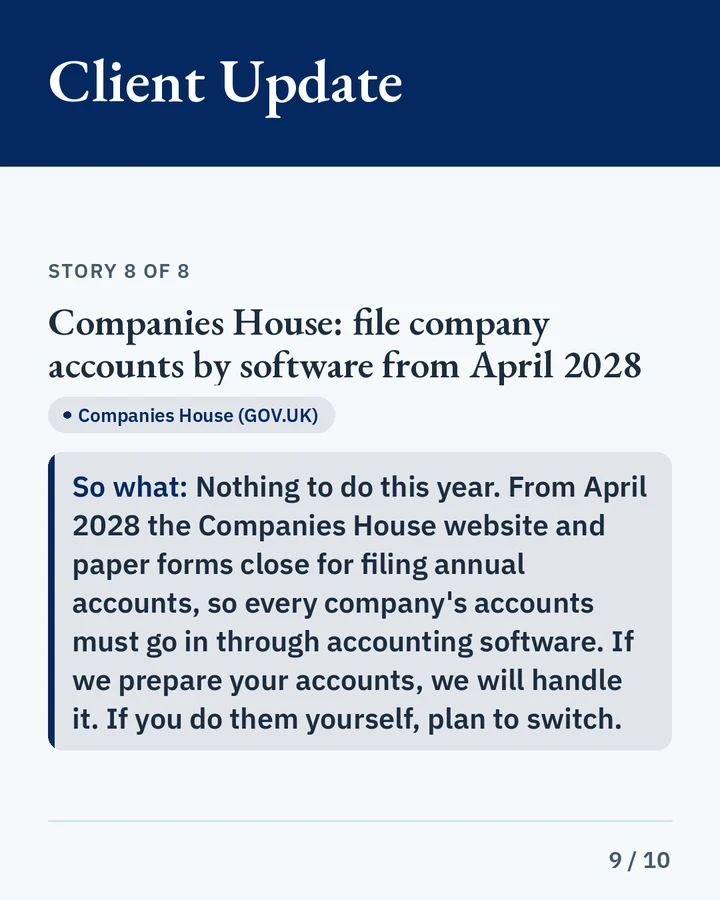 Client Update
STORY 8 OF 8
Companies House: file company
accounts by software from April 2028
• Companies House (GOV.UK)
So what: Nothing to do this year. From April
2028 the Companies House website and
paper forms close for filing annual
accounts, so every company's accounts
must go in through accounting software. If
we prepare your accounts, we will handle
it. If you do them yourself, plan to switch.
9 / 10